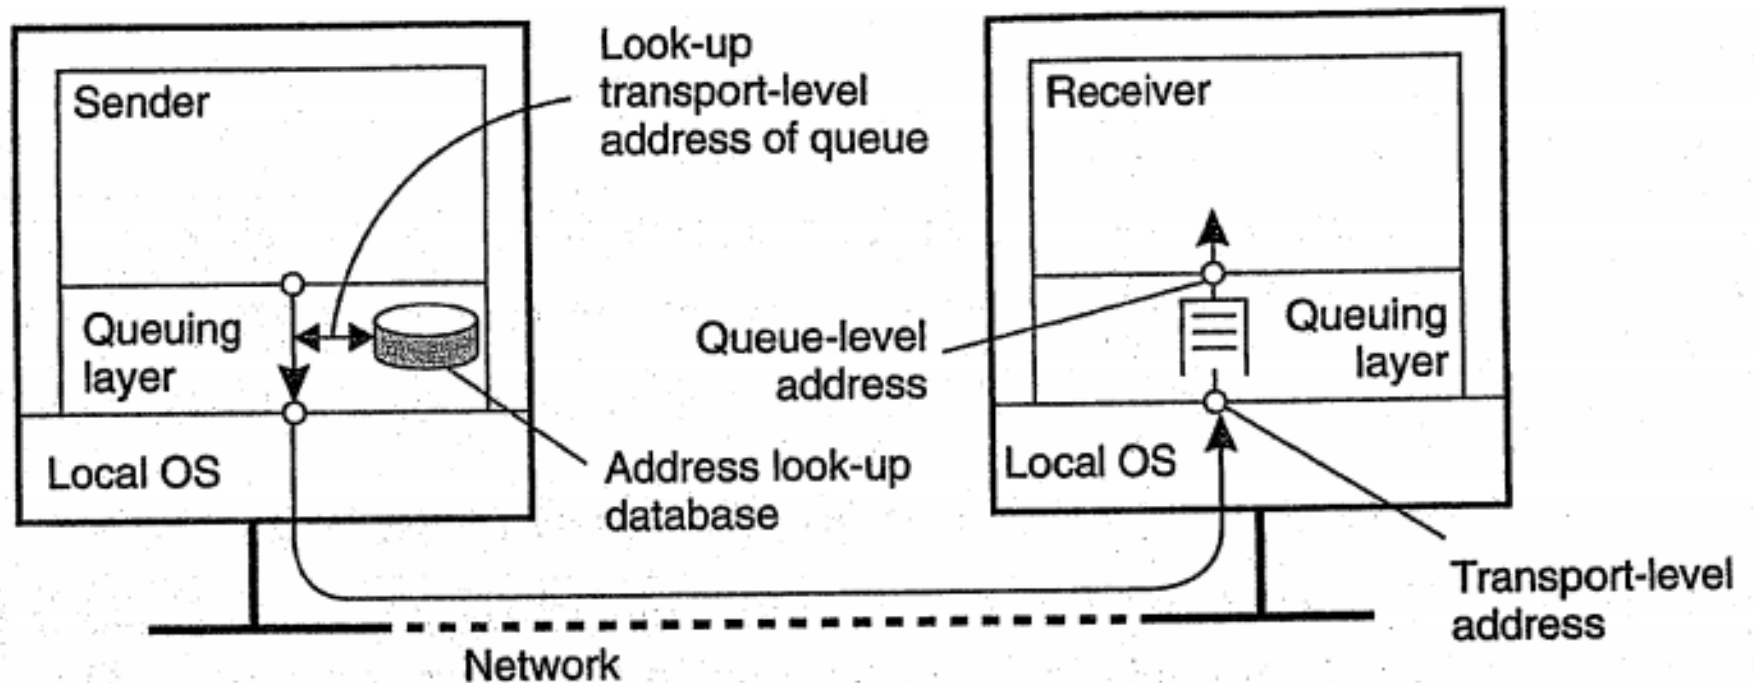 Sender
Look-up
transport-level
address of queue
Receiver
Queuing
layer
Queue-level
address
Queuing
layer
Local OS
Address look-up
database
Local OS
Transport-level
address
Network